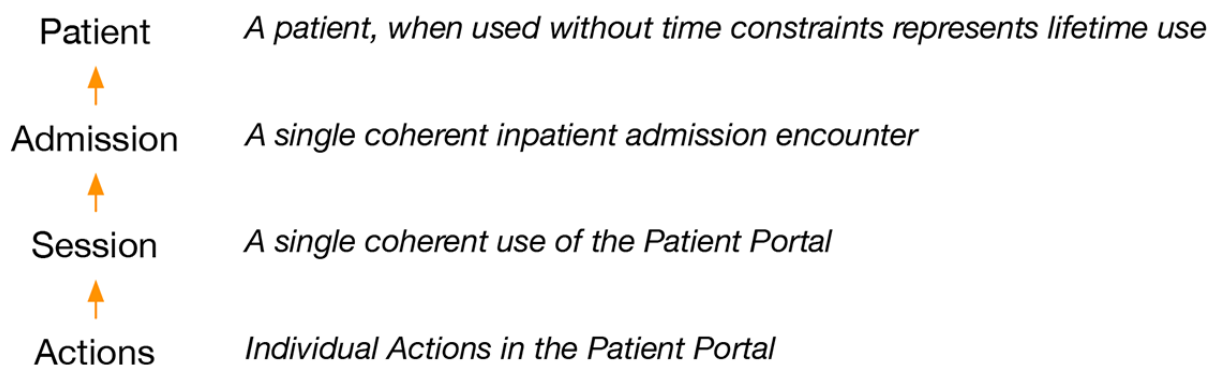 Patient A patient, when used without time constraints represents lifetime use
Admission A single coherent inpatient admission encounter
Session A single coherent use of the Patient Portal
Actions Individual Actions in the Patient Portal